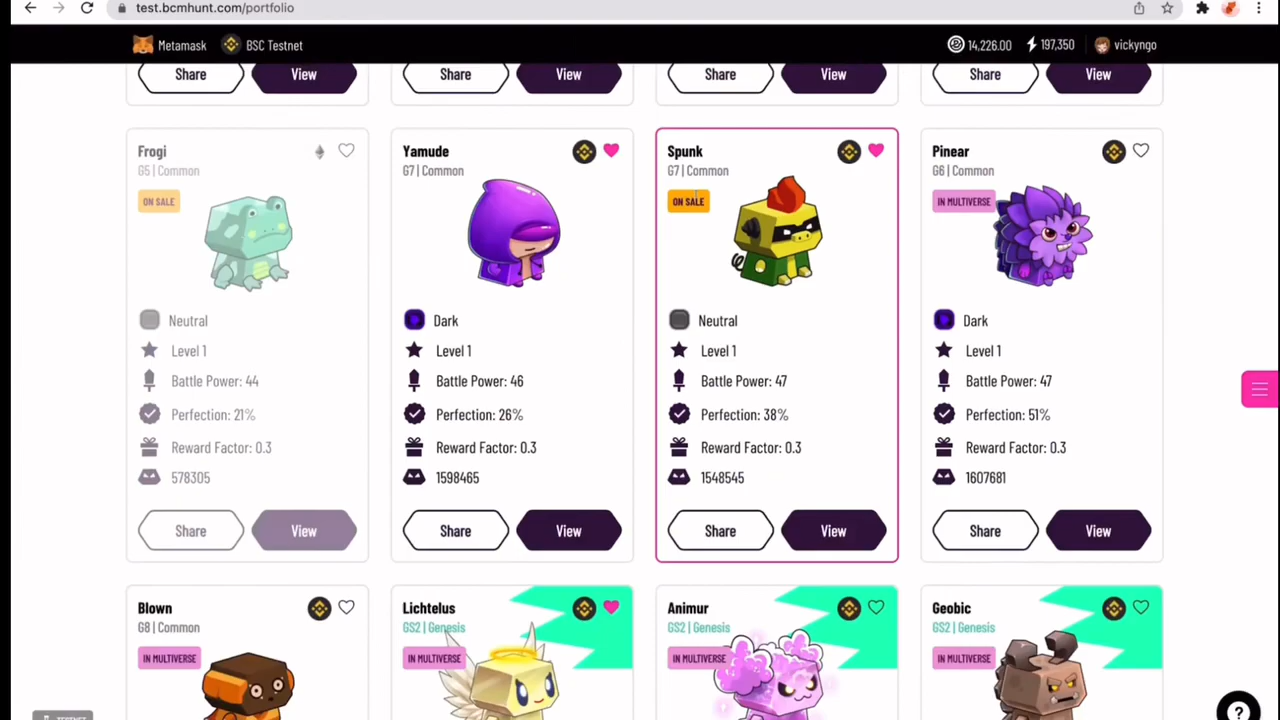 test.bcmhunt.com/portfolio
Metamask BSC Testnet 14,226.00 197,350 vickyngo
Share View Share View Share View Share View
Frogi
G5 | Common
ON SALE
Neutral
Level 1
Battle Power: 44
Perfection: 21%
Reward Factor: 0.3
578305
Share View
Yamude
G7 | Common
Dark
Level 1
Battle Power: 46
Perfection: 26%
Reward Factor: 0.3
1598465
Share View
Spunk
G7 | Common
ON SALE
Neutral
Level 1
Battle Power: 47
Perfection: 38%
Reward Factor: 0.3
1548545
Share View
Pinear
G6 | Common
IN MULTIVERSE
Dark
Level 1
Battle Power: 47
Perfection: 51%
Reward Factor: 0.3
1607681
Share View
Blown
G8 | Common
IN MULTIVERSE
Lichtelus
GS2 | Genesis
IN MULTIVERSE
Animur
GS2 | Genesis
IN MULTIVERSE
Geobic
GS2 | Genesis
IN MULTIVERSE
TESTNET
?